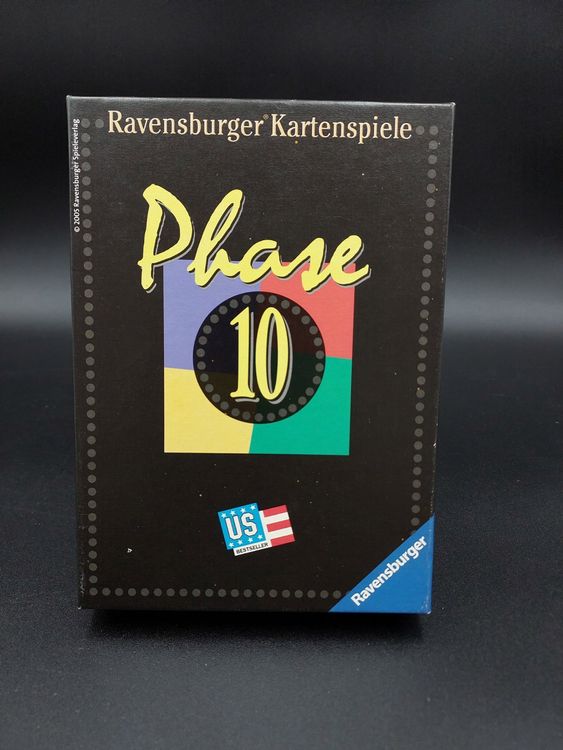 Ravensburger® Kartenspiele
© 2005 Ravensburger Spieleverlag
Phase
10
US
BESTSELLER
Ravensburger